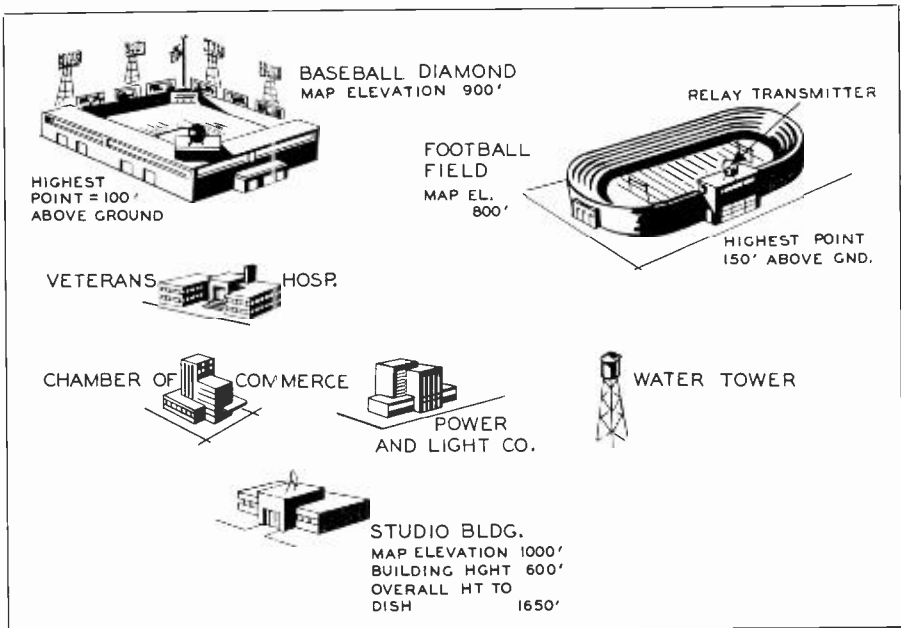 BASEBALL DIAMOND
MAP ELEVATION 900'
HIGHEST
POINT = 100'
ABOVE GROUND
RELAY TRANSMITTER
FOOTBALL
FIELD
MAP EL.
800'
HIGHEST POINT
150' ABOVE GND.
VETERANS HOSP.
CHAMBER OF COMMERCE
POWER
AND LIGHT CO.
WATER TOWER
STUDIO BLDG.
MAP ELEVATION 1000'
BUILDING HGHT 600'
OVERALL HT TO
DISH 1650'